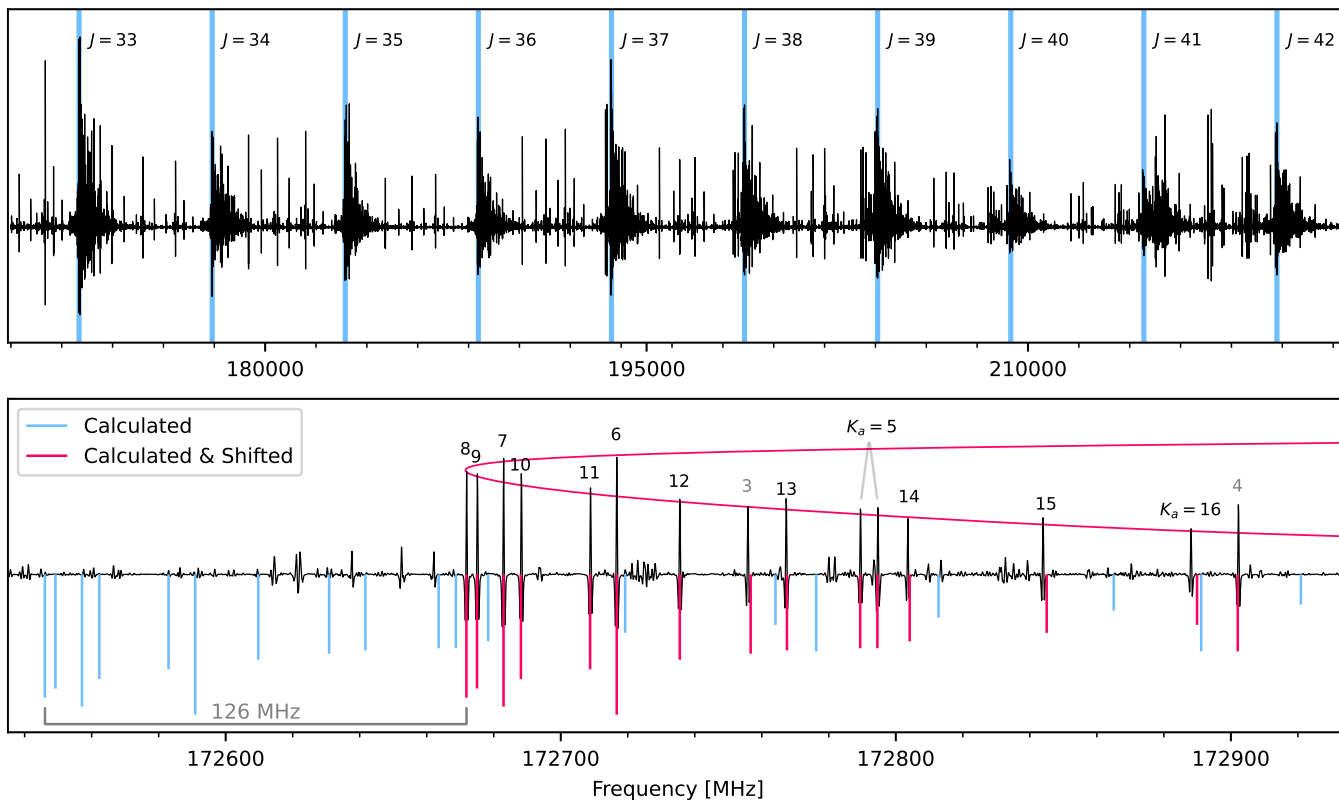 J = 33 J = 34 J = 35 J = 36 J = 37 J = 38 J = 39 J = 40 J = 41 J = 42
180000 195000 210000
Calculated
Calculated & Shifted
8 9 7 10 11 6 12 3 13 Kₐ = 5 14 15 Kₐ = 16 4
126 MHz
172600 172700 172800 172900
Frequency [MHz]